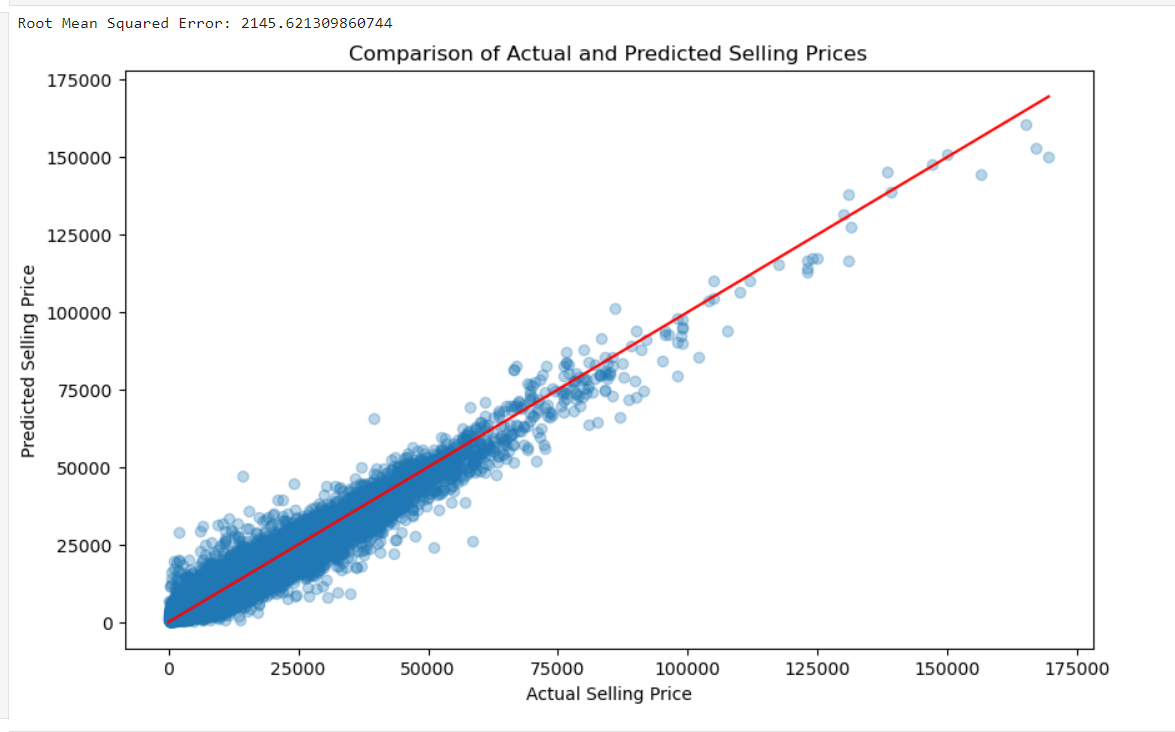 Root Mean Squared Error: 2145.621309860744
Comparison of Actual and Predicted Selling Prices
175000
150000
125000
100000
75000
50000
25000
0
Predicted Selling Price
0 25000 50000 75000 100000 125000 150000 175000
Actual Selling Price